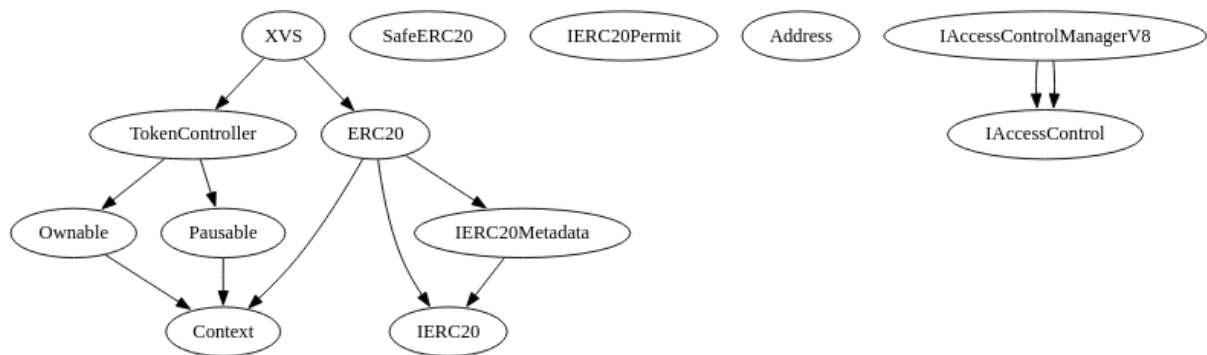 XVS
SafeERC20
IERC20Permit
Address
IAccessControlManagerV8
TokenController
ERC20
IAccessControl
Ownable
Pausable
IERC20Metadata
Context
IERC20